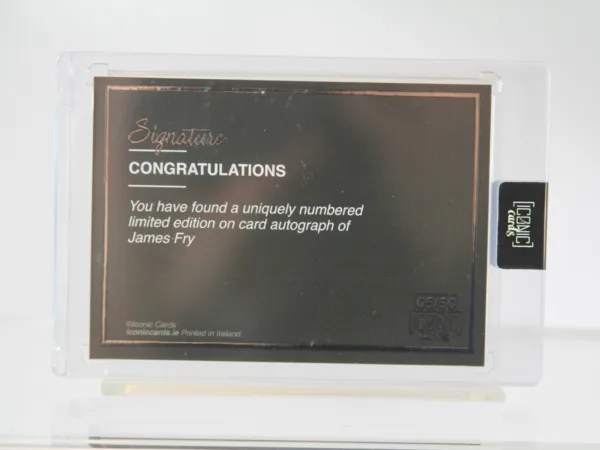 Signature
CONGRATULATIONS
You have found a uniquely numbered
limited edition on card autograph of
James Fry
[ICONIC]
cards
©Iconic Cards
Iconiccards.ie Printed in Ireland